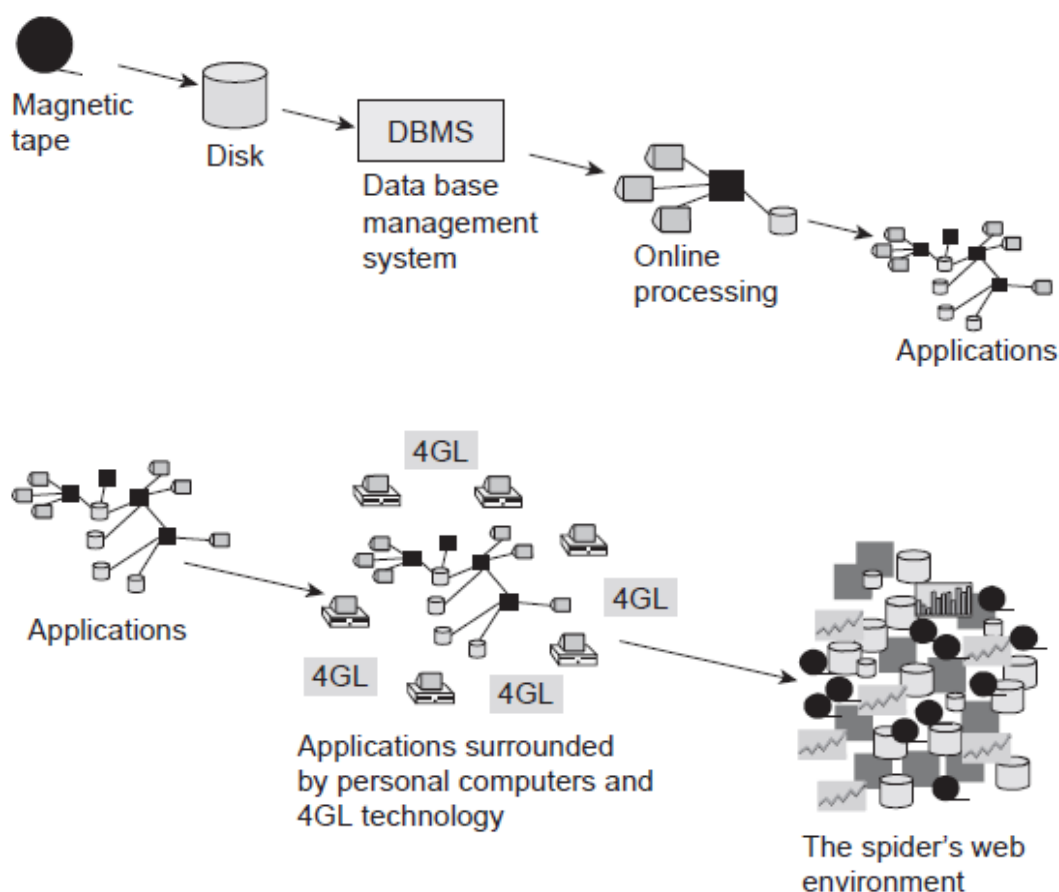 Magnetic
tape
Disk
DBMS
Data base
management
system
Online
processing
Applications
Applications
4GL
4GL
4GL
4GL
Applications surrounded
by personal computers and
4GL technology
The spider’s web
environment